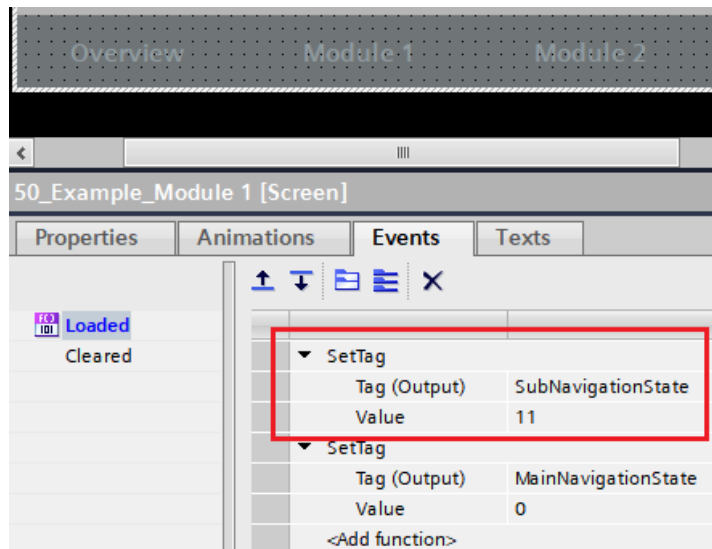 Overview Module 1 Module 2
50_Example_Module 1 [Screen]
Properties Animations Events Texts
Loaded
Cleared
SetTag
Tag (Output) SubNavigationState
Value 11
SetTag
Tag (Output) MainNavigationState
Value 0
<Add function>